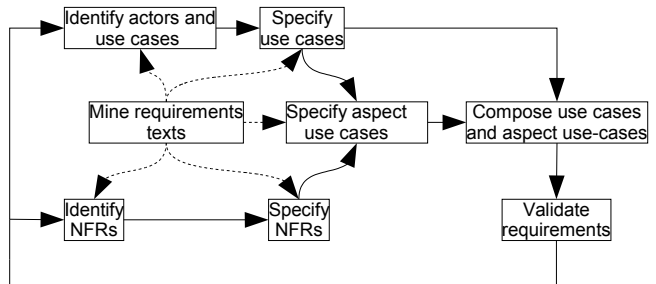 Identify actors and
use cases
Specify
use cases
Mine requirements
texts
Specify aspect
use cases
Compose use cases
and aspect use-cases
Identify
NFRs
Specify
NFRs
Validate
requirements